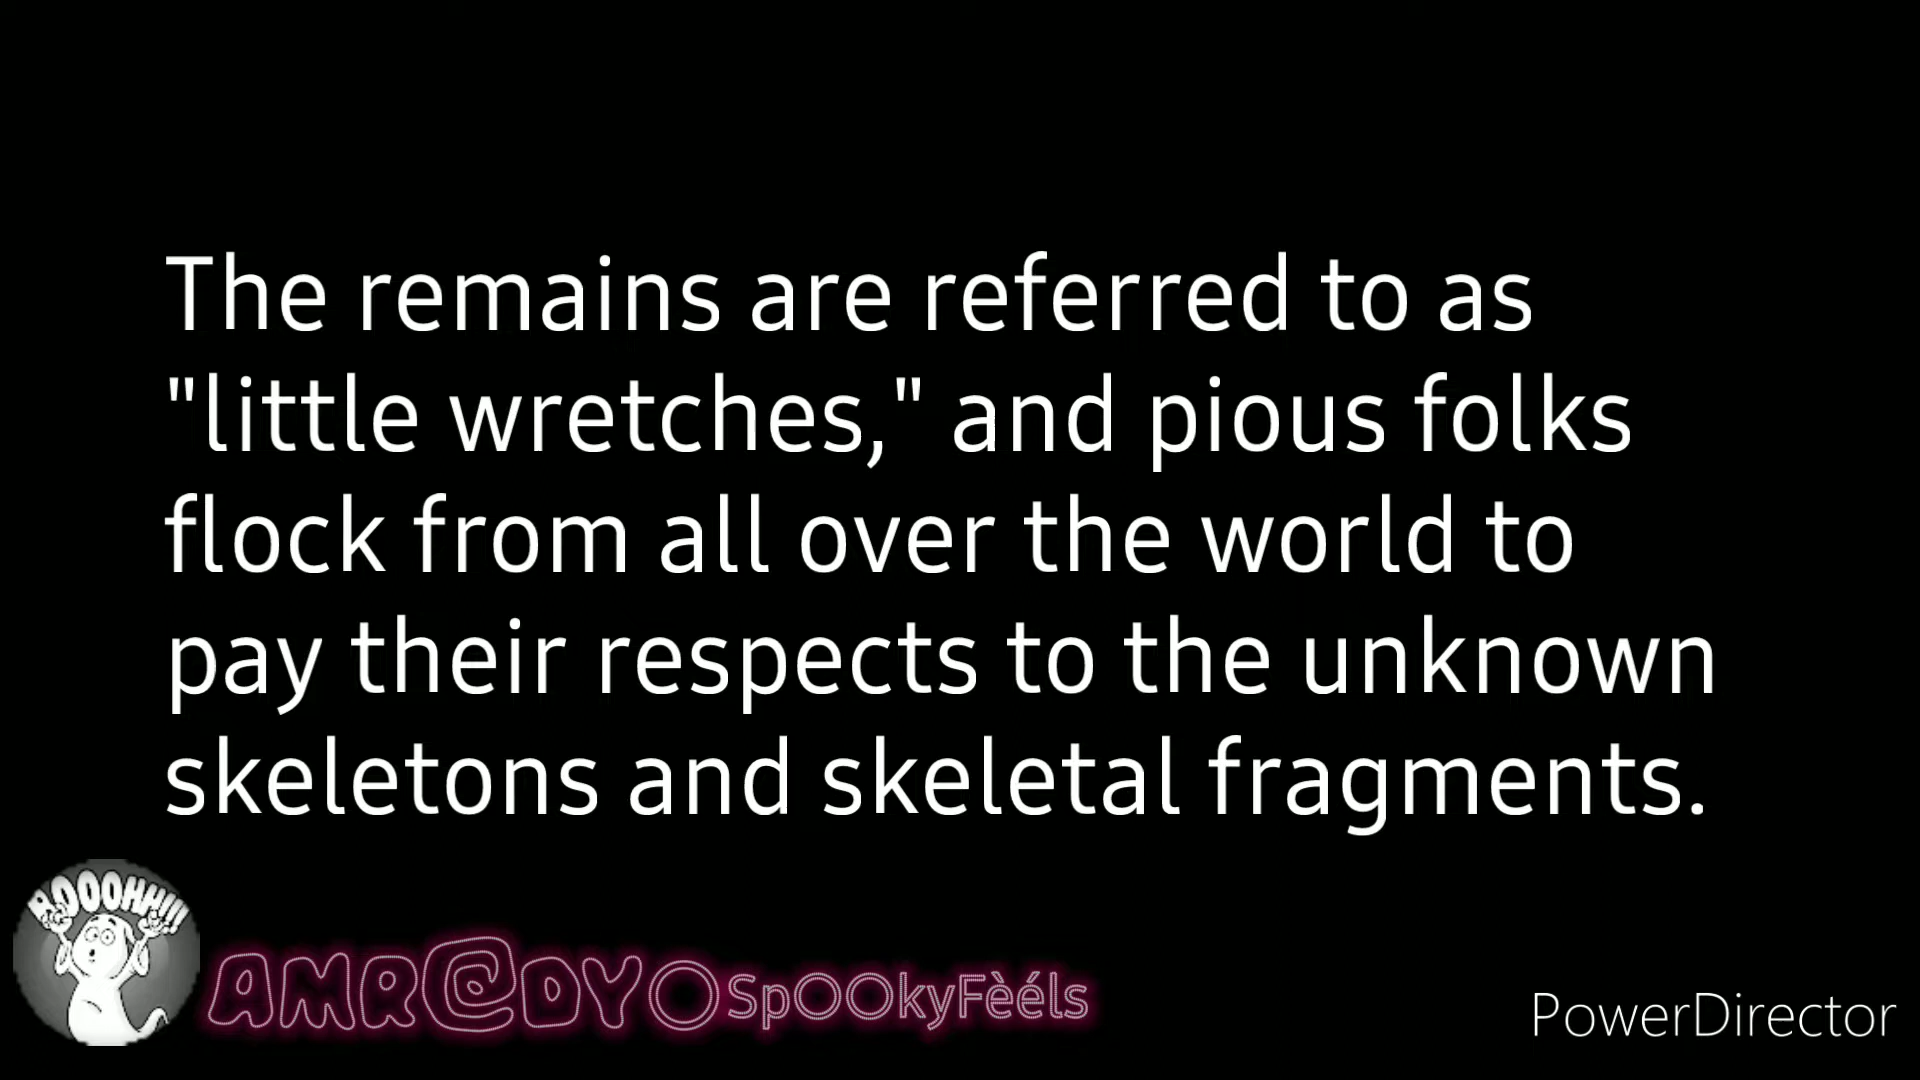 The remains are referred to as
"little wretches," and pious folks
flock from all over the world to
pay their respects to the unknown
skeletons and skeletal fragments.
BOOOHH!!!
AMR@DYOSpOOkyFèéls
PowerDirector